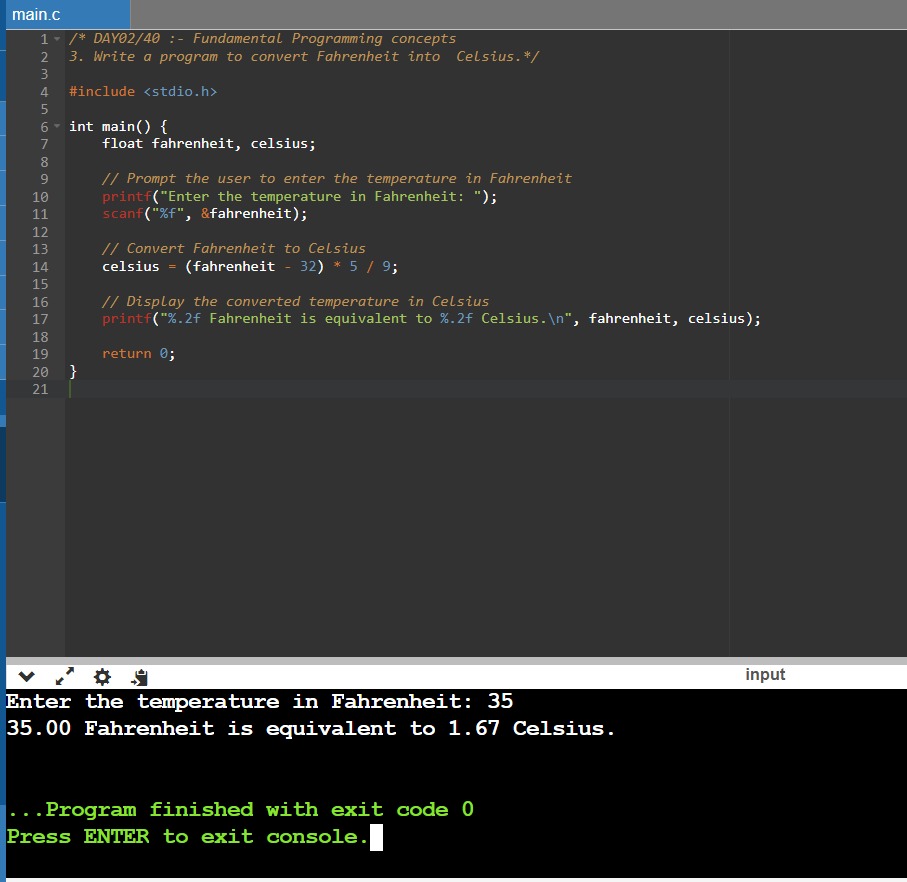 main.c
1 /* DAY02/40 :- Fundamental Programming concepts
2 3. Write a program to convert Fahrenheit into  Celsius.*/
3
4 #include <stdio.h>
5
6 int main() {
7     float fahrenheit, celsius;
8
9     // Prompt the user to enter the temperature in Fahrenheit
10     printf("Enter the temperature in Fahrenheit: ");
11     scanf("%f", &fahrenheit);
12
13     // Convert Fahrenheit to Celsius
14     celsius = (fahrenheit - 32) * 5 / 9;
15
16     // Display the converted temperature in Celsius
17     printf("%.2f Fahrenheit is equivalent to %.2f Celsius.\n", fahrenheit, celsius);
18
19     return 0;
20 }
21
input
Enter the temperature in Fahrenheit: 35
35.00 Fahrenheit is equivalent to 1.67 Celsius.
...Program finished with exit code 0
Press ENTER to exit console.